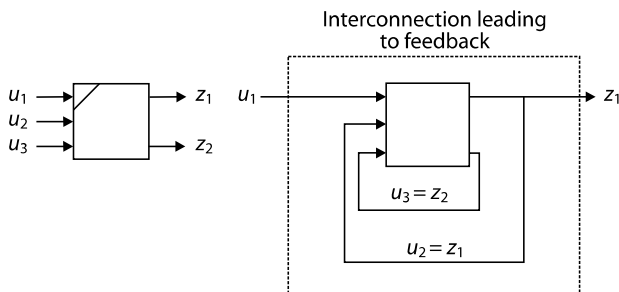 Interconnection leading
to feedback
u₁
u₂
u₃
z₁
z₂
u₁
z₁
u₃ = z₂
u₂ = z₁